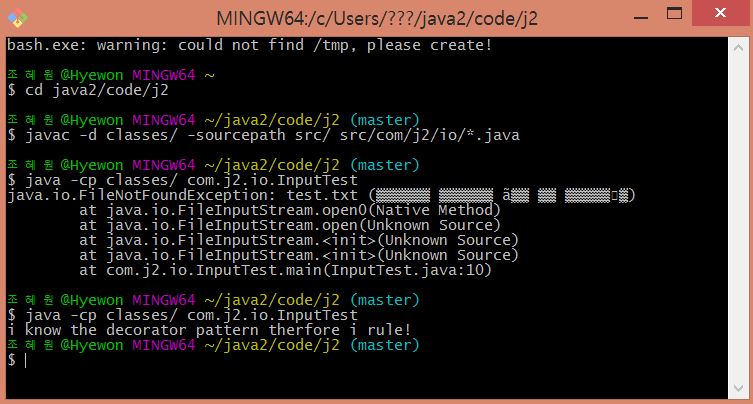 MINGW64:/c/Users/???/java2/code/j2
bash.exe: warning: could not find /tmp, please create!
조혜원@Hyewon MINGW64 ~
$ cd java2/code/j2
조혜원@Hyewon MINGW64 ~/java2/code/j2 (master)
$ javac -d classes/ -sourcepath src/ src/com/j2/io/*.java
조혜원@Hyewon MINGW64 ~/java2/code/j2 (master)
$ java -cp classes/ com.j2.io.InputTest
java.io.FileNotFoundException: test.txt (
at java.io.FileInputStream.open0(Native Method)
at java.io.FileInputStream.open(Unknown Source)
at java.io.FileInputStream.<init>(Unknown Source)
at java.io.FileInputStream.<init>(Unknown Source)
at com.j2.io.InputTest.main(InputTest.java:10)
조혜원@Hyewon MINGW64 ~/java2/code/j2 (master)
$ java -cp classes/ com.j2.io.InputTest
i know the decorator pattern therfore i rule!
조혜원@Hyewon MINGW64 ~/java2/code/j2 (master)
$